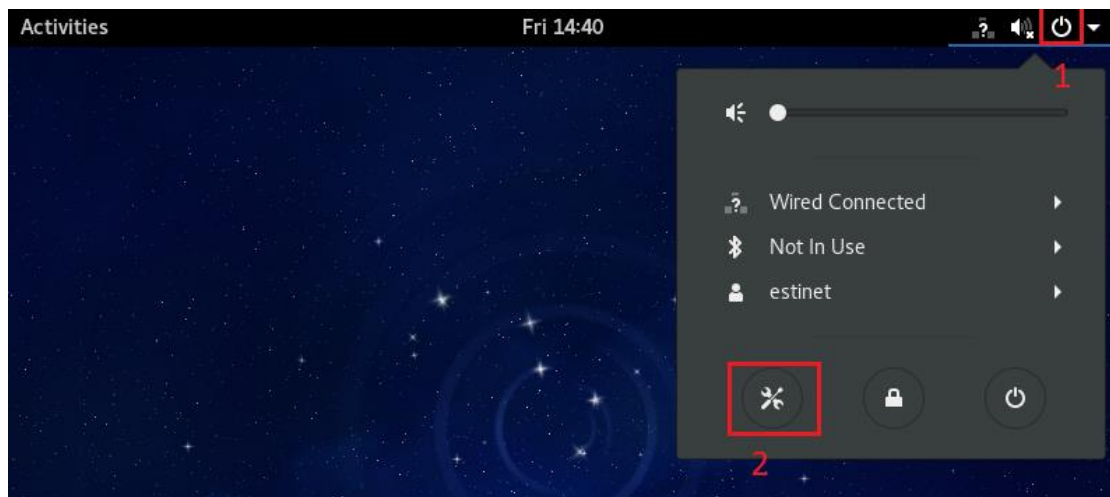 Activities Fri 14:40
1
Wired Connected
Not In Use
estinet
2